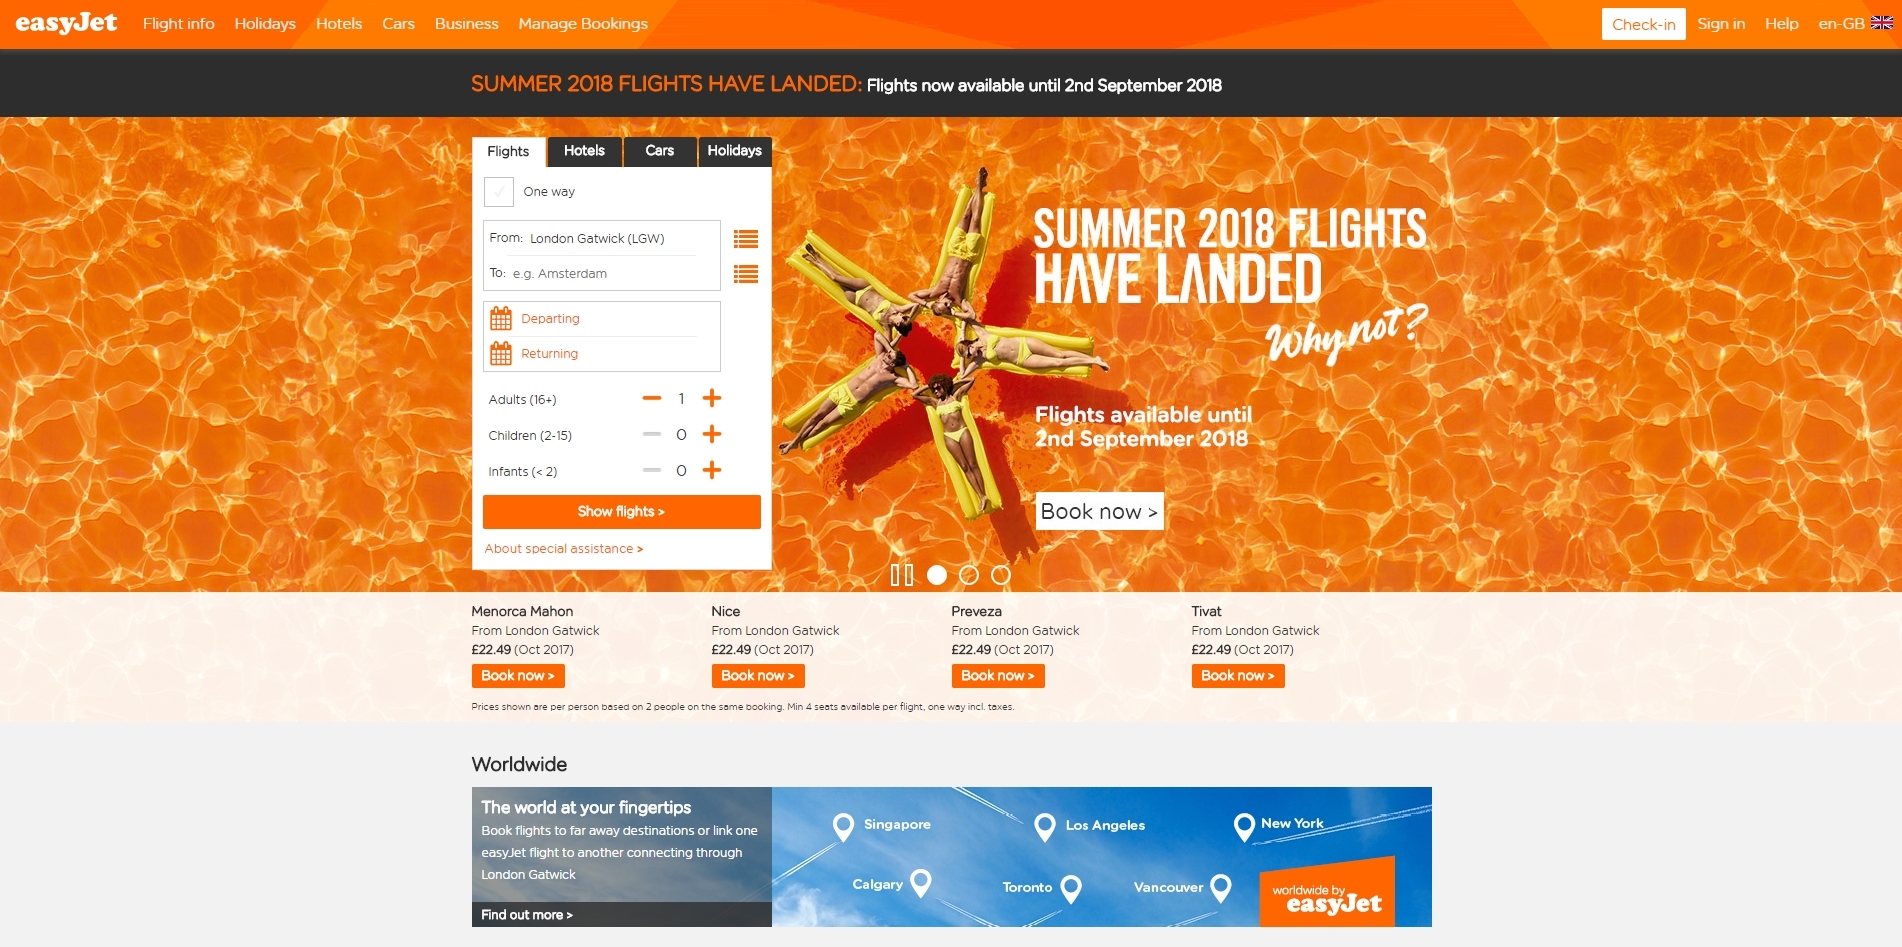 easyJet
Flight info
Holidays
Hotels
Cars
Business
Manage Bookings
Check-in
Sign in
Help
en-GB
SUMMER 2018 FLIGHTS HAVE LANDED: Flights now available until 2nd September 2018
Flights
Hotels
Cars
Holidays
One way
From: London Gatwick (LGW)
To: e.g. Amsterdam
Departing
Returning
Adults (16+)
1
Children (2-15)
0
Infants (< 2)
0
Show flights >
About special assistance >
SUMMER 2018 FLIGHTS
HAVE LANDED
Why not?
Flights available until
2nd September 2018
Book now >
Menorca Mahon
From London Gatwick
£22.49 (Oct 2017)
Book now >
Nice
From London Gatwick
£22.49 (Oct 2017)
Book now >
Preveza
From London Gatwick
£22.49 (Oct 2017)
Book now >
Tivat
From London Gatwick
£22.49 (Oct 2017)
Book now >
Prices shown are per person based on 2 people on the same booking. Min 4 seats available per flight, one way incl. taxes.
Worldwide
The world at your fingertips
Book flights to far away destinations or link one
easyJet flight to another connecting through
London Gatwick
Find out more >
Singapore
Los Angeles
New York
Calgary
Toronto
Vancouver
worldwide by
easyJet